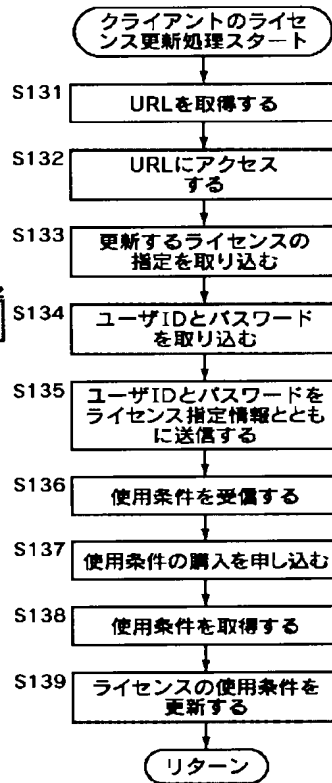 クライアントのライセ
ンス更新処理スタート
S131
URLを取得する
S132
URLにアクセス
する
S133
更新するライセンスの
指定を取り込む
S134
ユーザIDとパスワード
を取り込む
S135
ユーザIDとパスワードを
ライセンス指定情報ととも
に送信する
S136
使用条件を受信する
S137
使用条件の購入を申し込む
S138
使用条件を取得する
S139
ライセンスの使用条件を
更新する
リターン